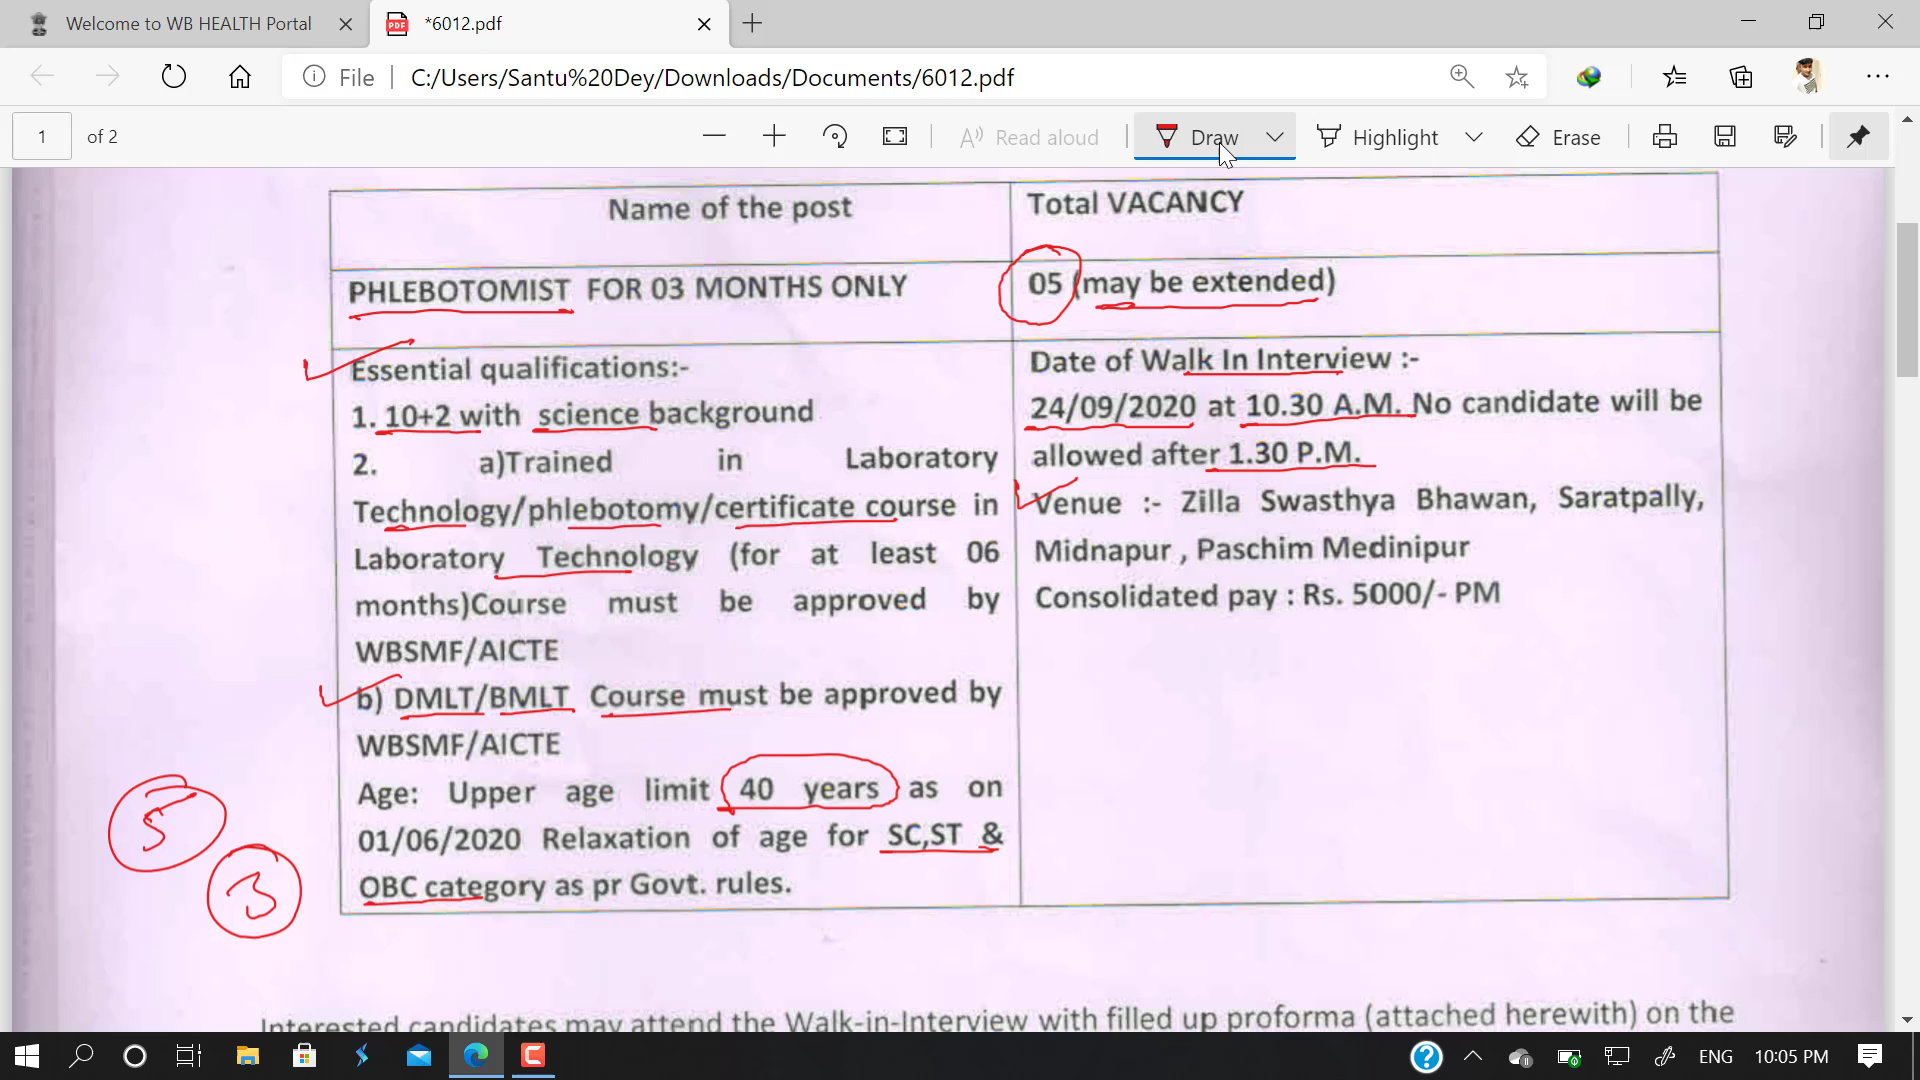 Welcome to WB HEALTH Portal
*6012.pdf
File
C:/Users/Santu%20Dey/Downloads/Documents/6012.pdf
1 of 2
Read aloud
Draw
Highlight
Erase
Name of the post
Total VACANCY
PHLEBOTOMIST FOR 03 MONTHS ONLY
05 (may be extended)
Essential qualifications:-
1. 10+2 with science background
2. a)Trained in Laboratory
Technology/phlebotomy/certificate course in
Laboratory Technology (for at least 06
months)Course must be approved by
WBSMF/AICTE
b) DMLT/BMLT Course must be approved by
WBSMF/AICTE
Age: Upper age limit 40 years as on
01/06/2020 Relaxation of age for SC,ST &
OBC category as pr Govt. rules.
Date of Walk In Interview :-
24/09/2020 at 10.30 A.M. No candidate will be
allowed after 1.30 P.M.
Venue :- Zilla Swasthya Bhawan, Saratpally,
Midnapur , Paschim Medinipur
Consolidated pay : Rs. 5000/- PM
5
3
Interested candidates may attend the Walk-in-Interview with filled up proforma (attached herewith) on the
ENG
10:05 PM